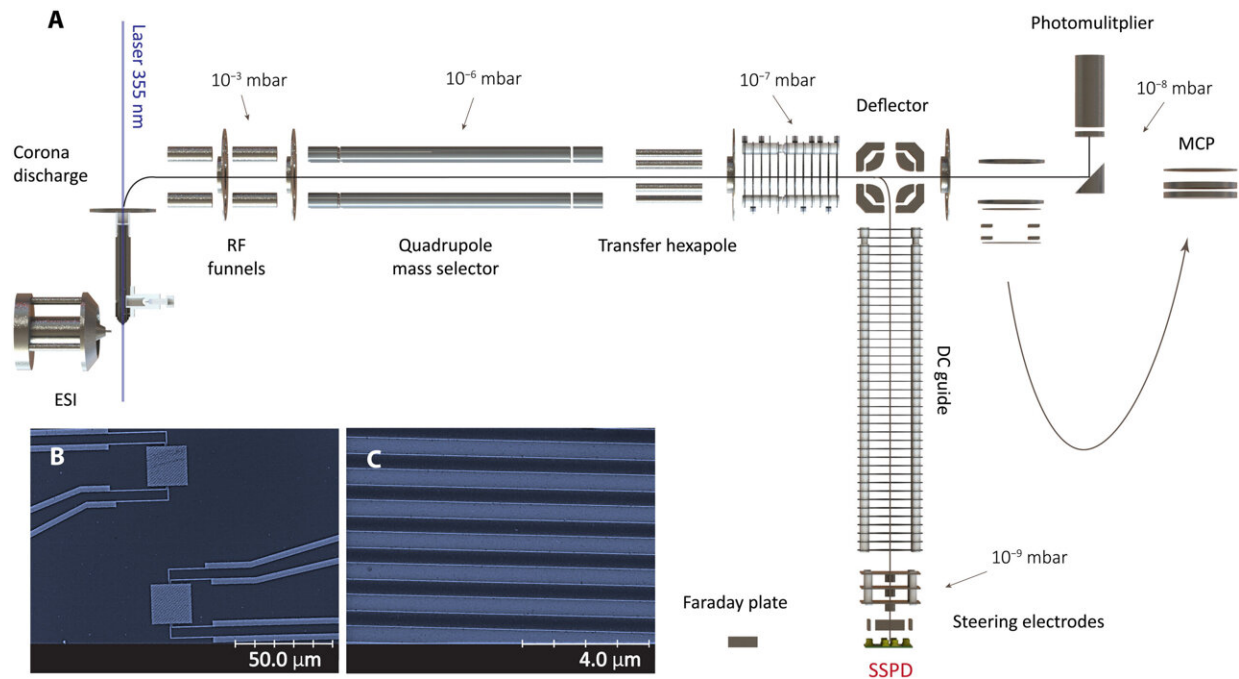 A
Laser 355 nm
Photomulitplier
10⁻³ mbar
10⁻⁶ mbar
10⁻⁷ mbar
10⁻⁸ mbar
Deflector
MCP
Corona
discharge
RF
funnels
Quadrupole
mass selector
Transfer hexapole
ESI
DC guide
B
C
10⁻⁹ mbar
Faraday plate
Steering electrodes
50.0 μm
4.0 μm
SSPD